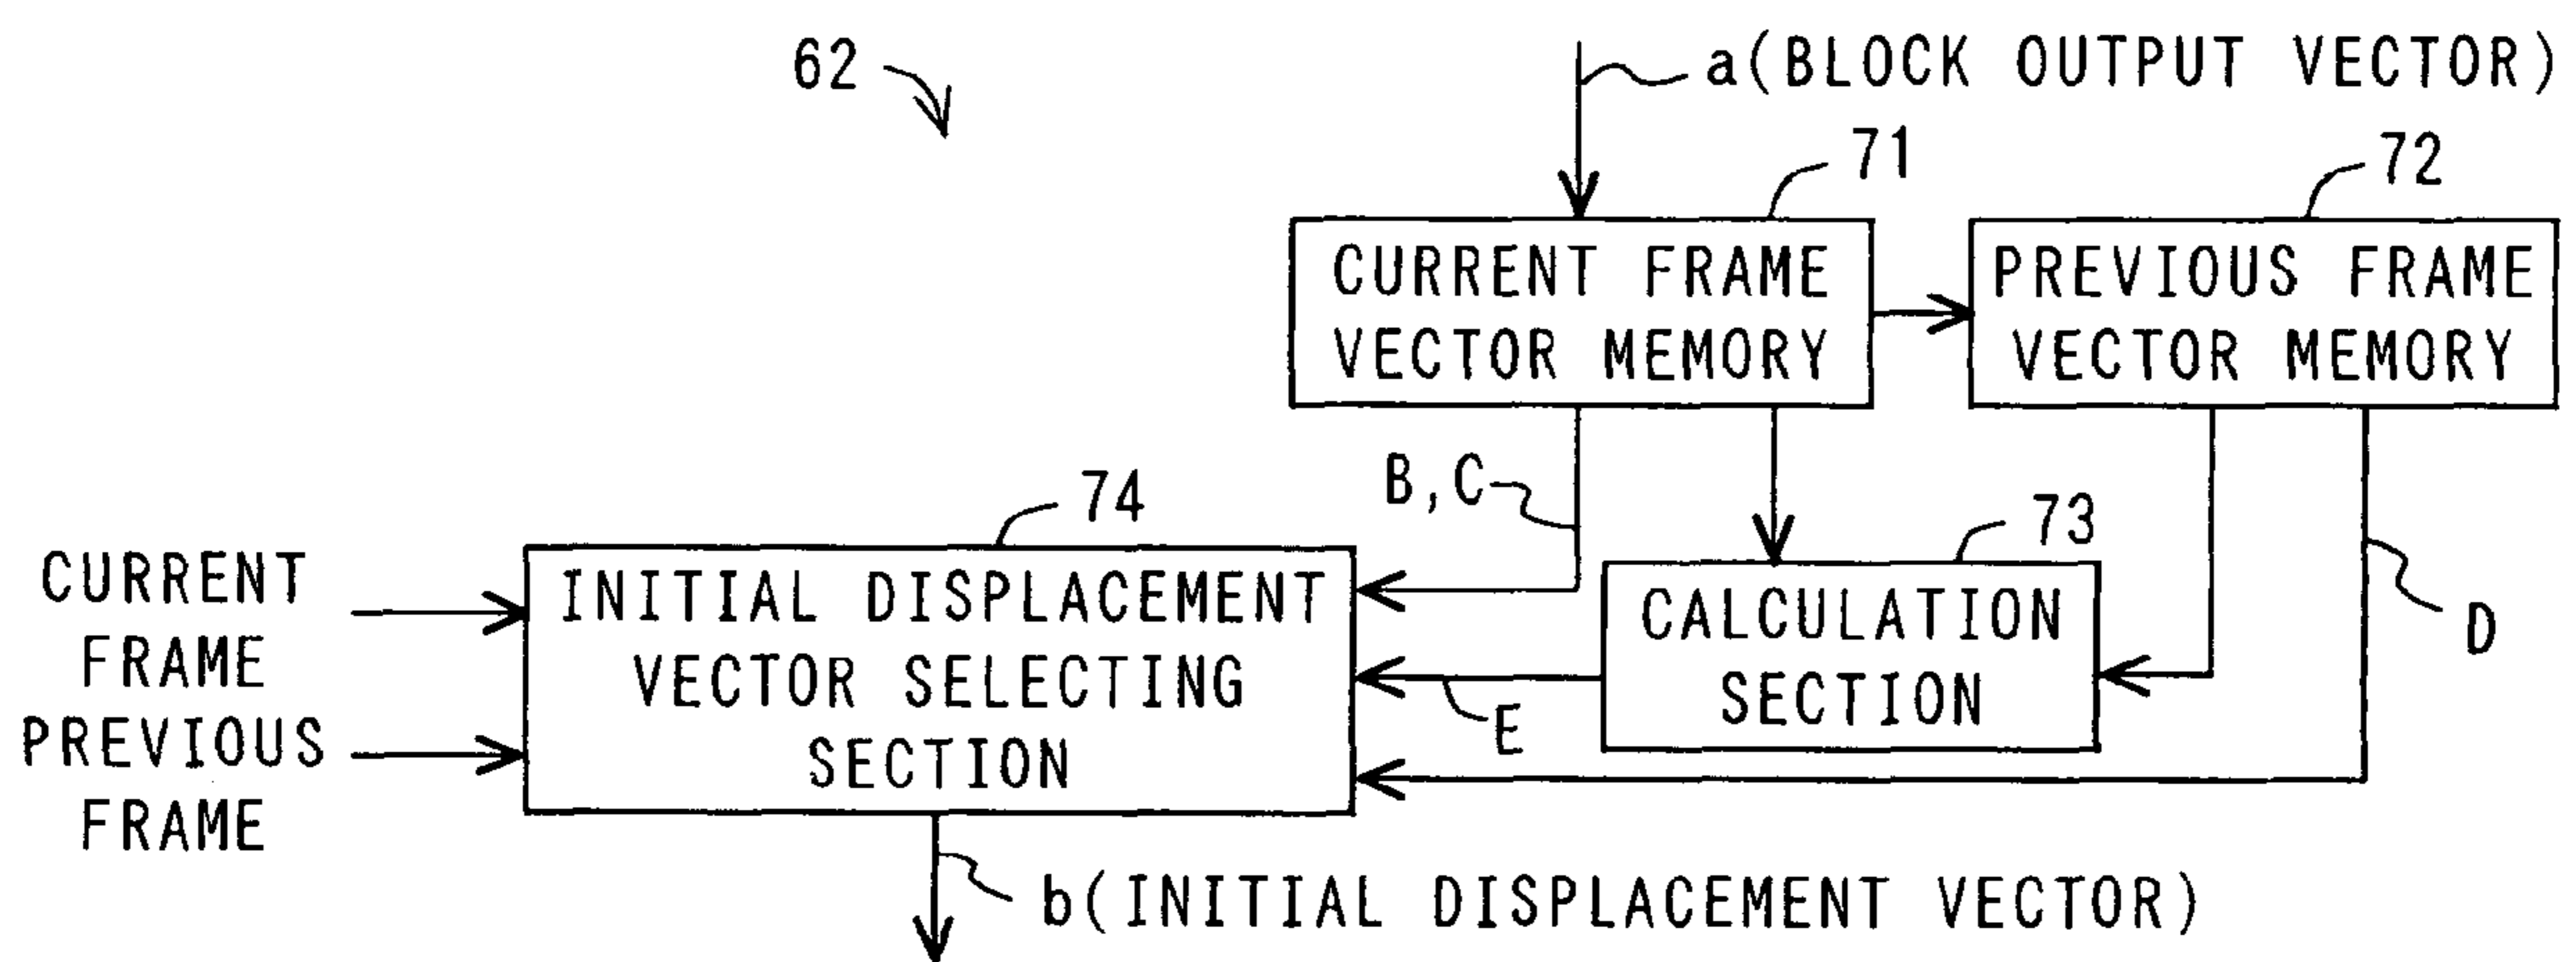 62
a(BLOCK OUTPUT VECTOR)
71
72
CURRENT FRAME
VECTOR MEMORY
PREVIOUS FRAME
VECTOR MEMORY
B,C
74
73
D
CURRENT
FRAME
PREVIOUS
FRAME
INITIAL DISPLACEMENT
VECTOR SELECTING
SECTION
CALCULATION
SECTION
E
b(INITIAL DISPLACEMENT VECTOR)